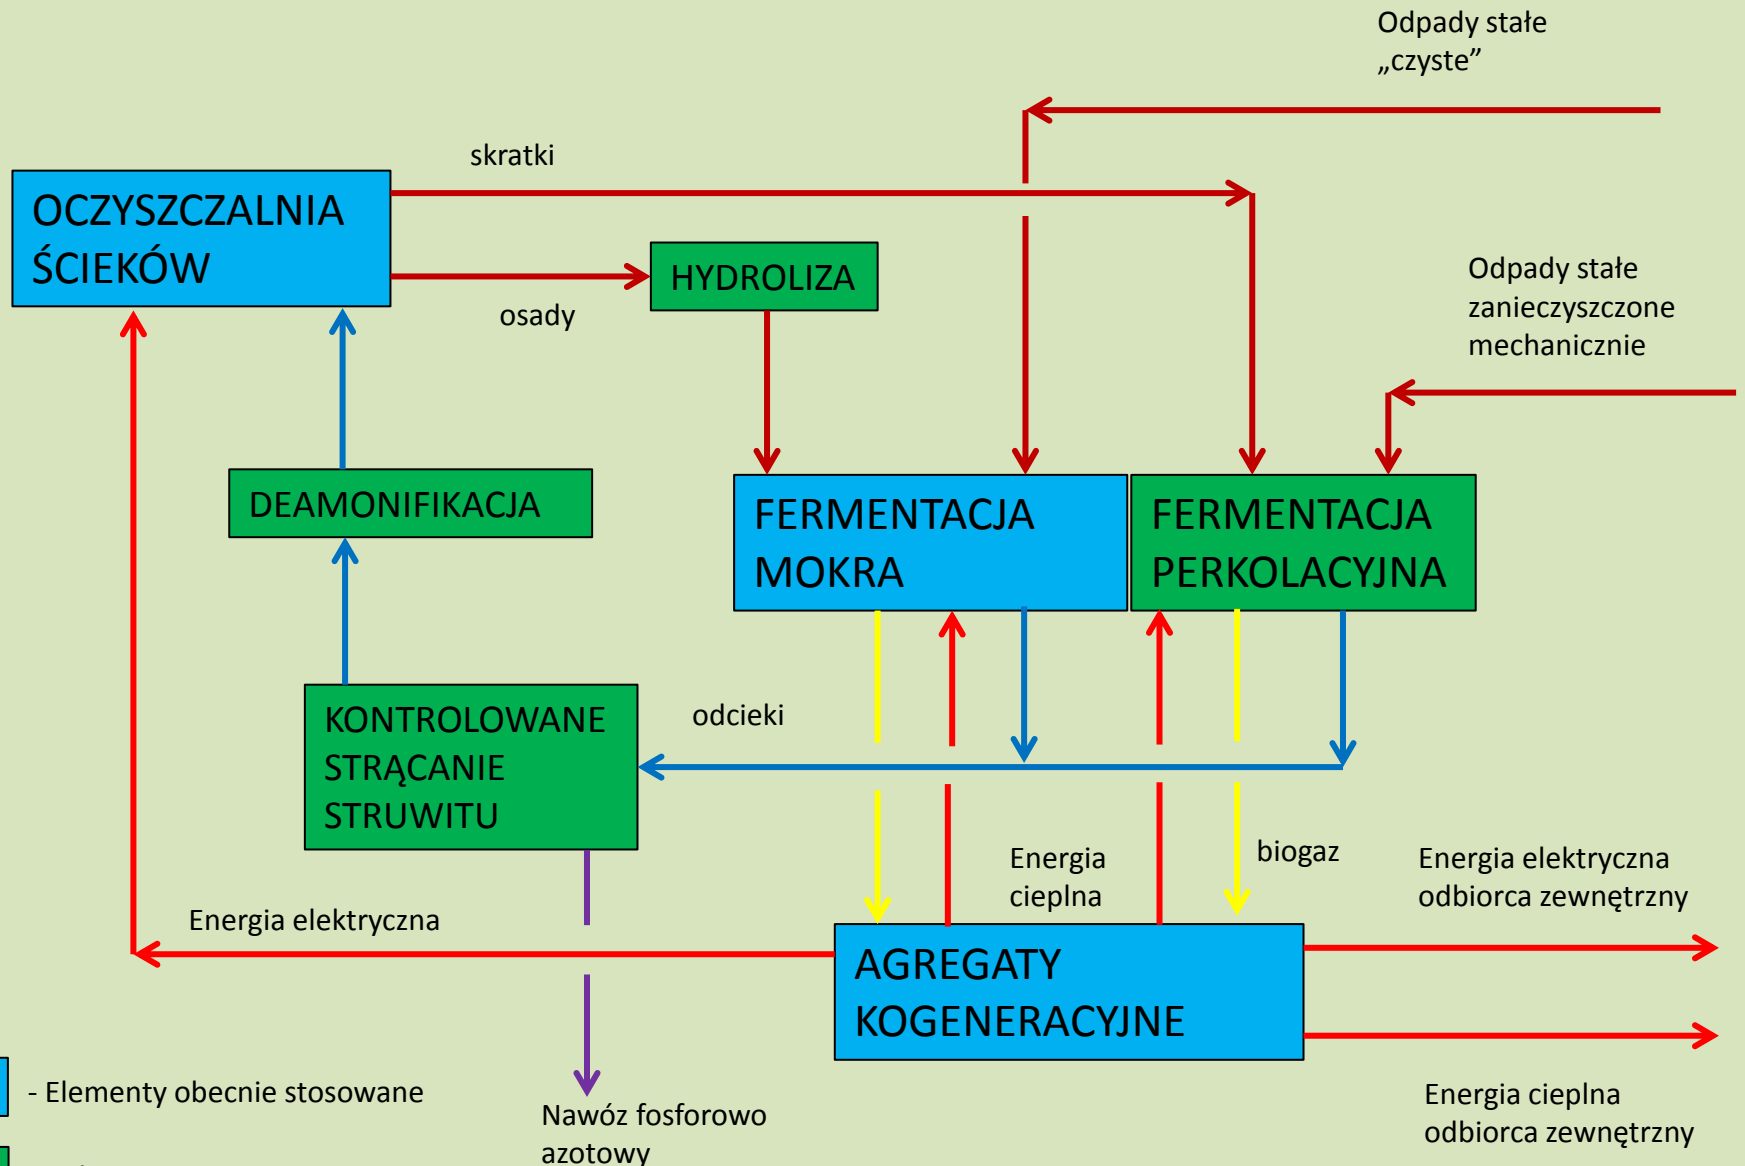 Odpady stałe
„czyste”
skratki
OCZYSZCZALNIA
ŚCIEKÓW
HYDROLIZA
osady
Odpady stałe
zanieczyszczone
mechanicznie
DEAMONIFIKACJA
FERMENTACJA
MOKRA
FERMENTACJA
PERKOLACYJNA
KONTROLOWANE
STRĄCANIE
STRUWITU
odcieki
Energia
cieplna
biogaz
Energia elektryczna
odbiorca zewnętrzny
Energia elektryczna
AGREGATY
KOGENERACYJNE
- Elementy obecnie stosowane
Nawóz fosforowo
azotowy
Energia cieplna
odbiorca zewnętrzny